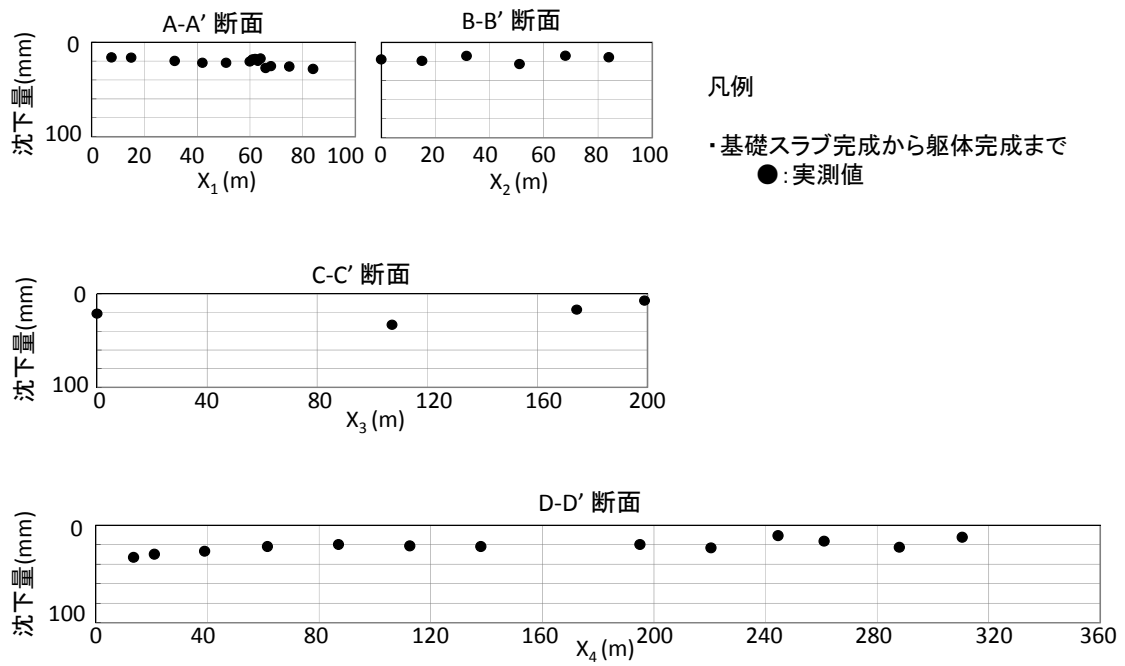 A-A’ 断面
沈下量(mm)
0
100
0 20 40 60 80 100
X1 (m)
B-B’ 断面
0 20 40 60 80 100
X2 (m)
凡例
・基礎スラブ完成から躯体完成まで
●:実測値
C-C’ 断面
沈下量(mm)
0
100
0 40 80 120 160 200
X3 (m)
D-D’ 断面
沈下量(mm)
0
100
0 40 80 120 160 200 240 280 320 360
X4 (m)